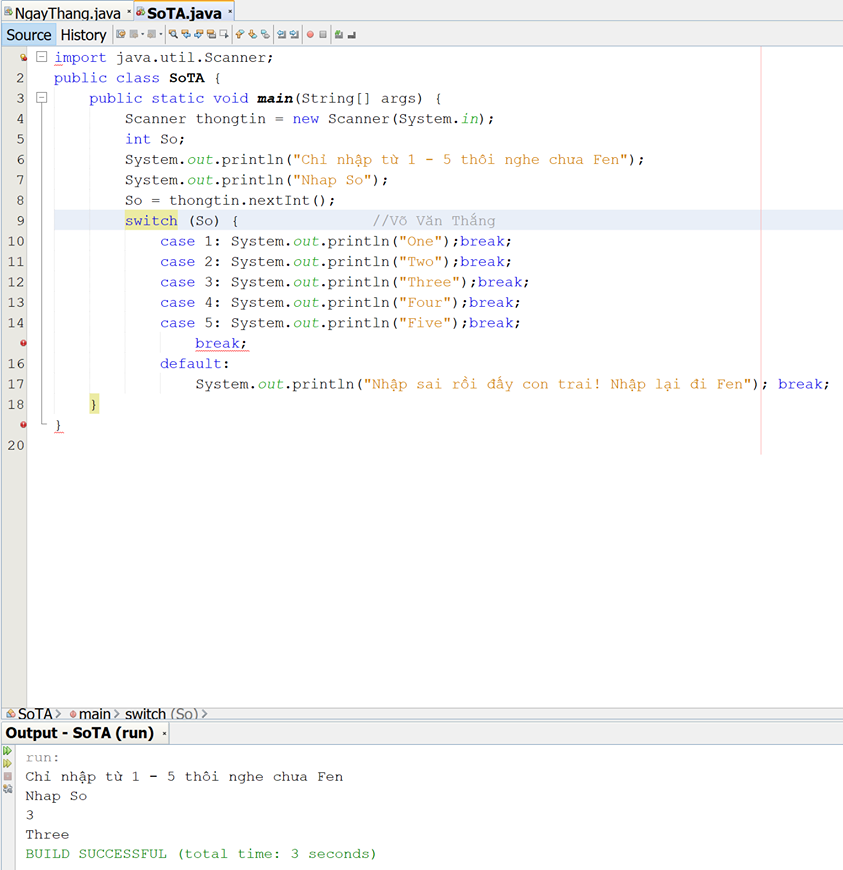 NgayThang.java SoTA.java
Source History
import java.util.Scanner;
2 public class SoTA {
3 public static void main(String[] args) {
4 Scanner thongtin = new Scanner(System.in);
5 int So;
6 System.out.println("Chỉ nhập từ 1 - 5 thôi nghe chưa Fen");
7 System.out.println("Nhap So");
8 So = thongtin.nextInt();
9 switch (So) { //Võ Văn Thắng
10 case 1: System.out.println("One");break;
11 case 2: System.out.println("Two");break;
12 case 3: System.out.println("Three");break;
13 case 4: System.out.println("Four");break;
14 case 5: System.out.println("Five");break;
break;
16 default:
17 System.out.println("Nhập sai rồi đấy con trai! Nhập lại đi Fen"); break;
18 }
}
20
SoTA main switch (So)
Output - SoTA (run)
run:
Chỉ nhập từ 1 - 5 thôi nghe chưa Fen
Nhap So
3
Three
BUILD SUCCESSFUL (total time: 3 seconds)